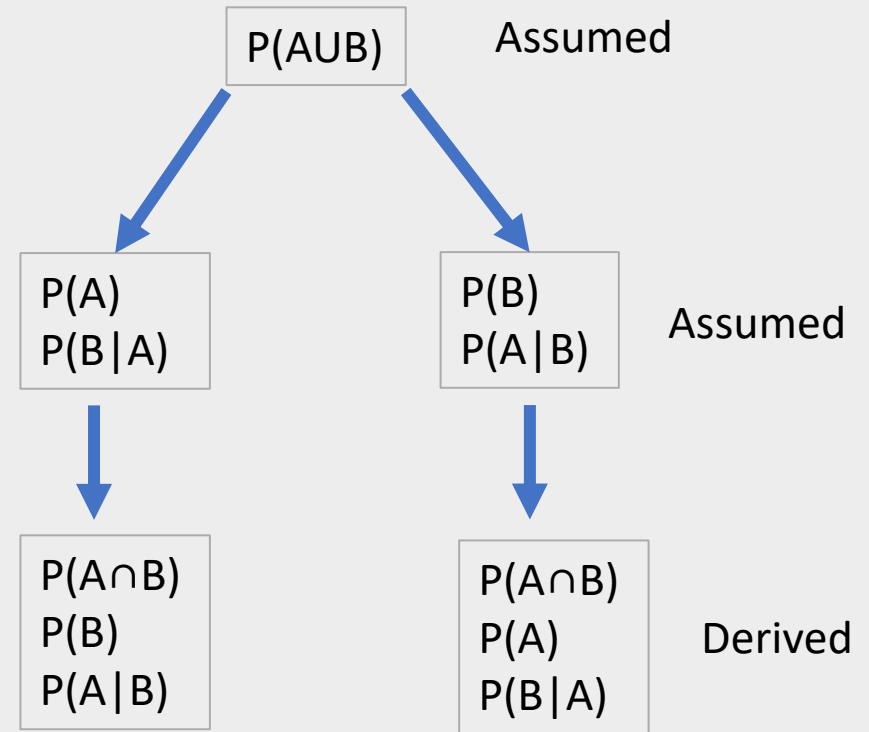 P(AUB)
Assumed
P(A)
P(B|A)
P(B)
P(A|B)
Assumed
P(A∩B)
P(B)
P(A|B)
P(A∩B)
P(A)
P(B|A)
Derived